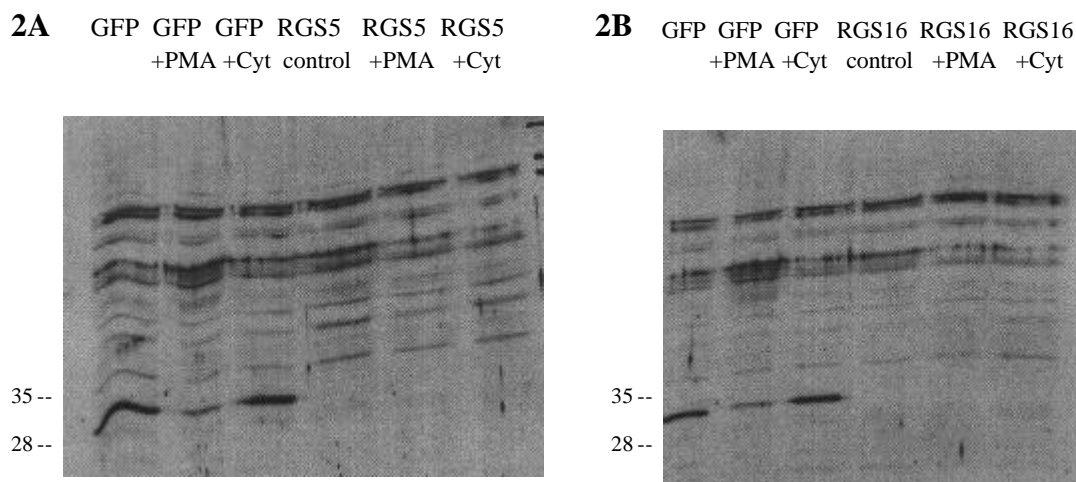 2A GFP GFP GFP RGS5 RGS5 RGS5
+PMA +Cyt control +PMA +Cyt
35 --
28 --
2B GFP GFP GFP RGS16 RGS16 RGS16
+PMA +Cyt control +PMA +Cyt
35 --
28 --